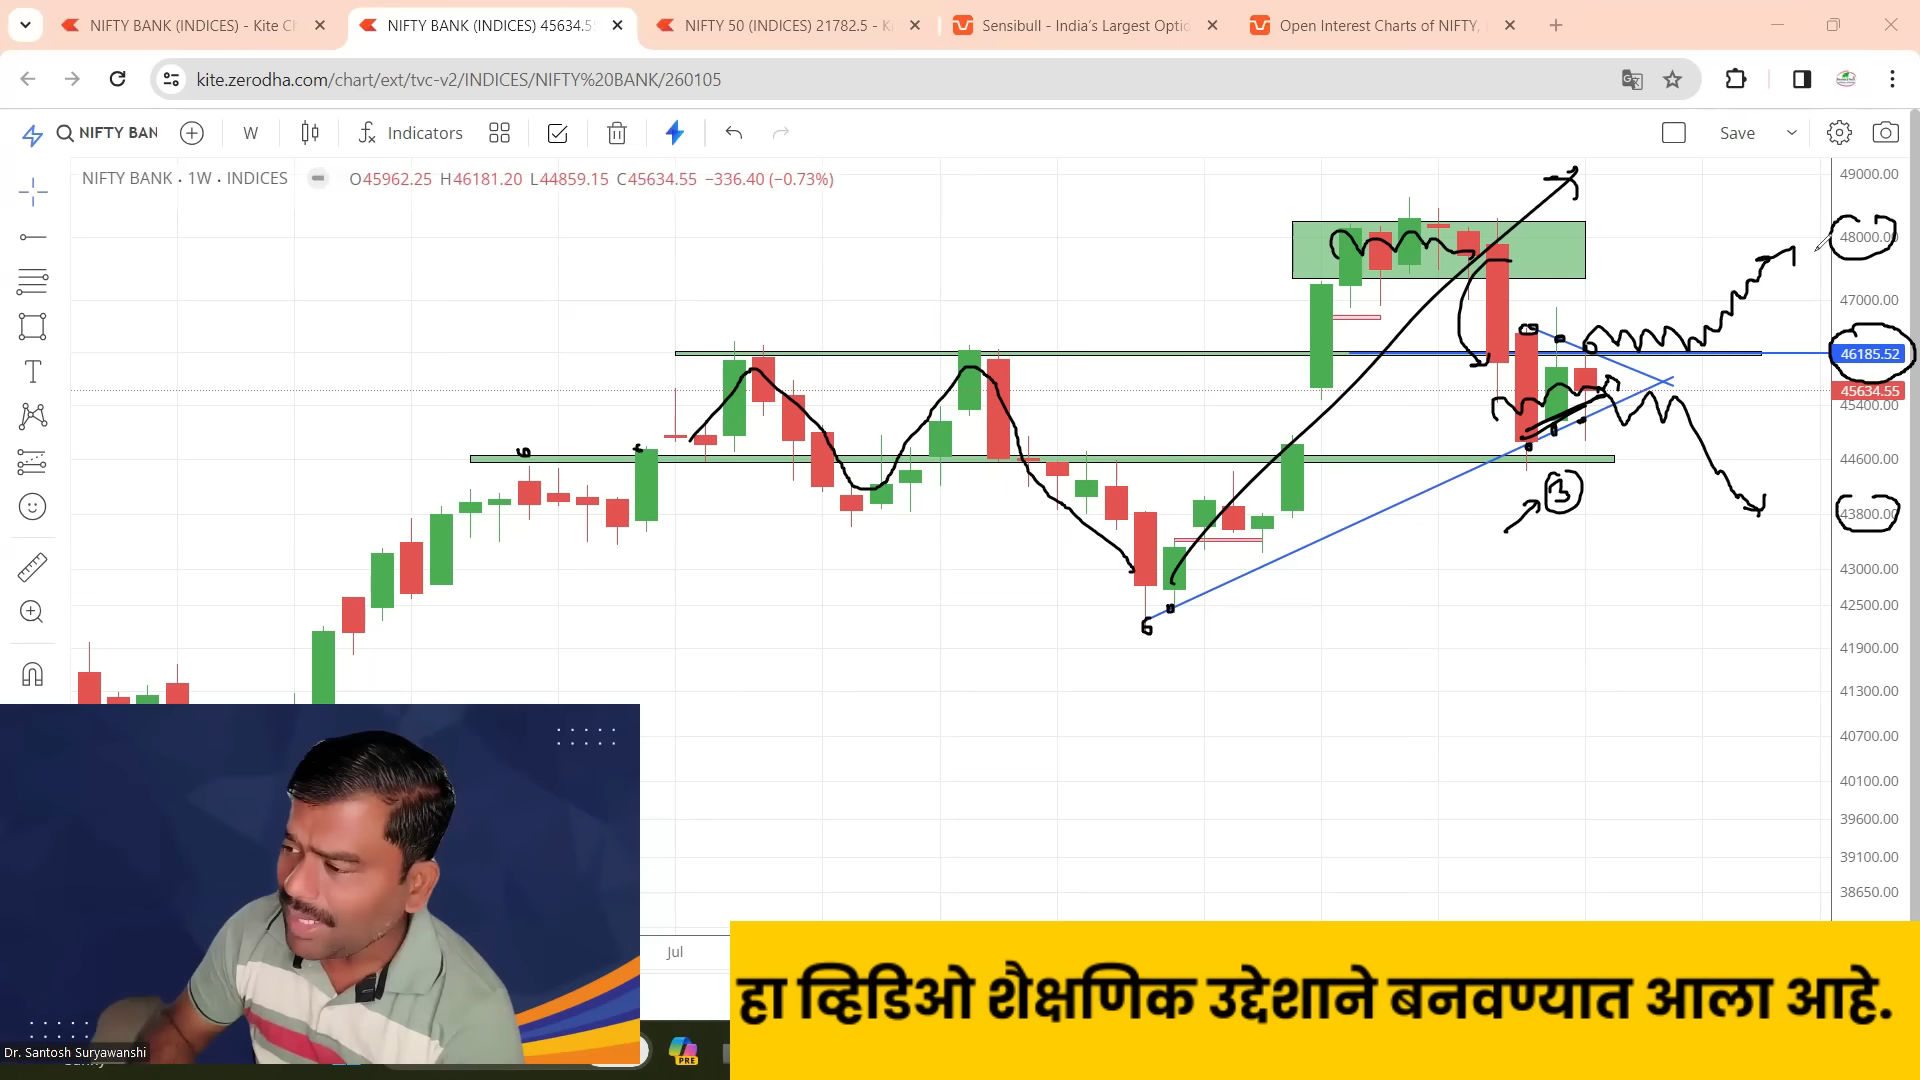 NIFTY BANK (INDICES) - Kite Ch
NIFTY BANK (INDICES) 45634.55
NIFTY 50 (INDICES) 21782.5 - Ki
Sensibull - India's Largest Optio
Open Interest Charts of NIFTY,
kite.zerodha.com/chart/ext/tvc-v2/INDICES/NIFTY%20BANK/260105
NIFTY BAN
W
Indicators
Save
NIFTY BANK · 1W · INDICES
O45962.25 H46181.20 L44859.15 C45634.55 −336.40 (−0.73%)
49000.00
48000.00
47000.00
46185.52
45634.55
45400.00
44600.00
B
43800.00
43000.00
42500.00
41900.00
41300.00
40700.00
40100.00
39600.00
39100.00
38650.00
Jul
हा व्हिडिओ शैक्षणिक उद्देशाने बनवण्यात आला आहे.
Dr. Santosh Suryawanshi
PRE